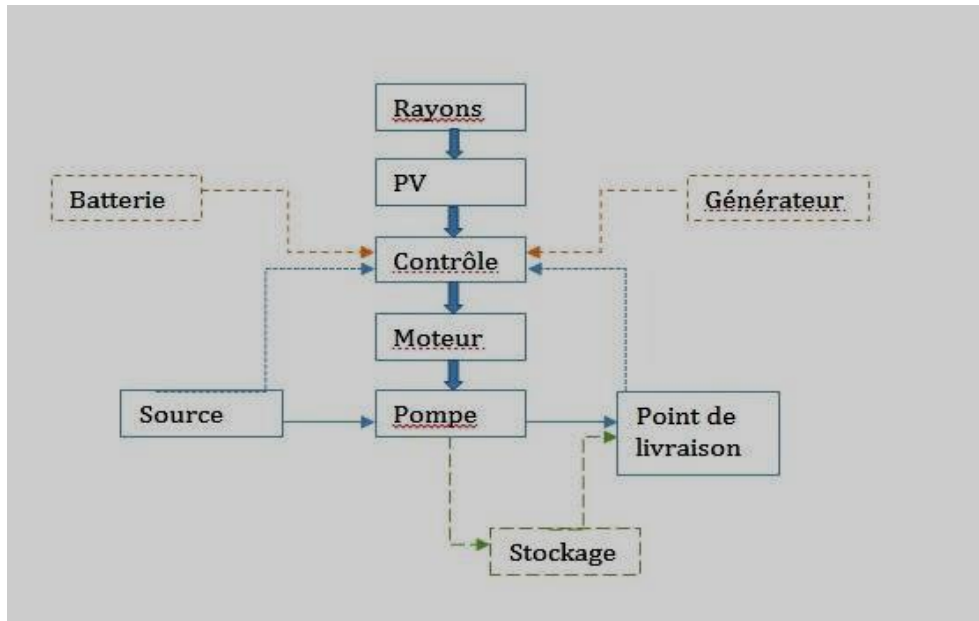 Rayons
PV
Batterie
Générateur
Contrôle
Moteur
Source
Pompe
Point de
livraison
Stockage